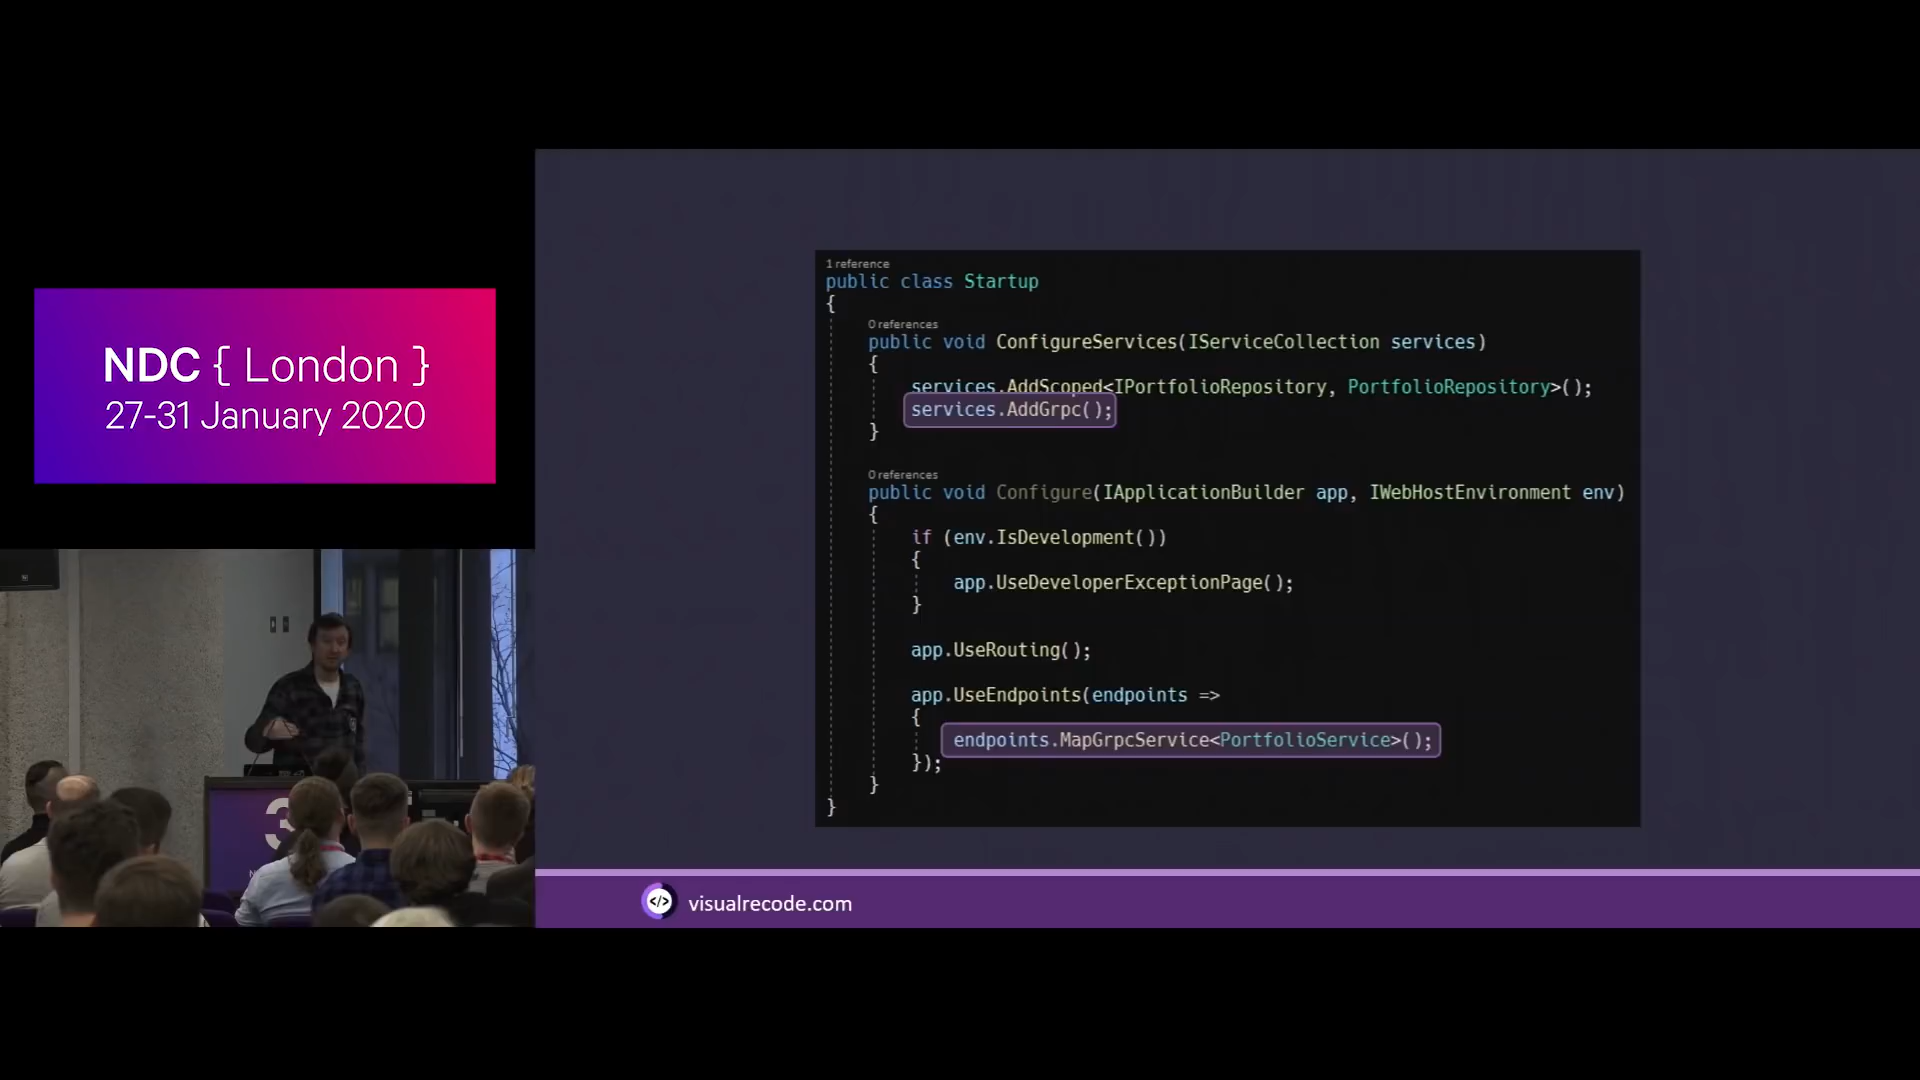 NDC { London }
27-31 January 2020
1 reference
public class Startup
{
0 references
public void ConfigureServices(IServiceCollection services)
{
services.AddScoped<IPortfolioRepository, PortfolioRepository>();
services.AddGrpc();
}
0 references
public void Configure(IApplicationBuilder app, IWebHostEnvironment env)
{
if (env.IsDevelopment())
{
app.UseDeveloperExceptionPage();
}
app.UseRouting();
app.UseEndpoints(endpoints =>
{
endpoints.MapGrpcService<PortfolioService>();
});
}
}
</> visualrecode.com
3